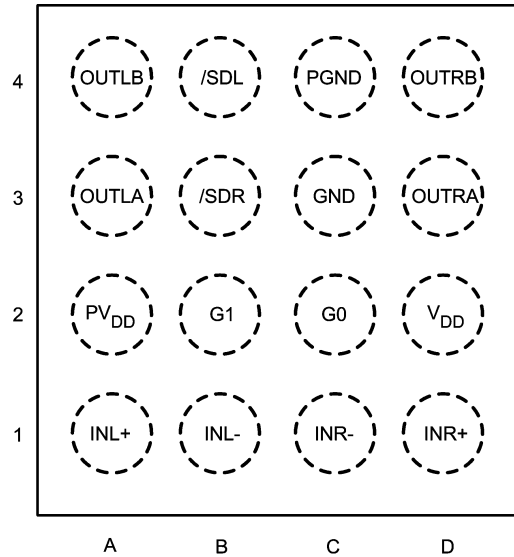 4 OUTLB /SDL PGND OUTRB
3 OUTLA /SDR GND OUTRA
2 PVDD G1 G0 VDD
1 INL+ INL- INR- INR+
A B C D